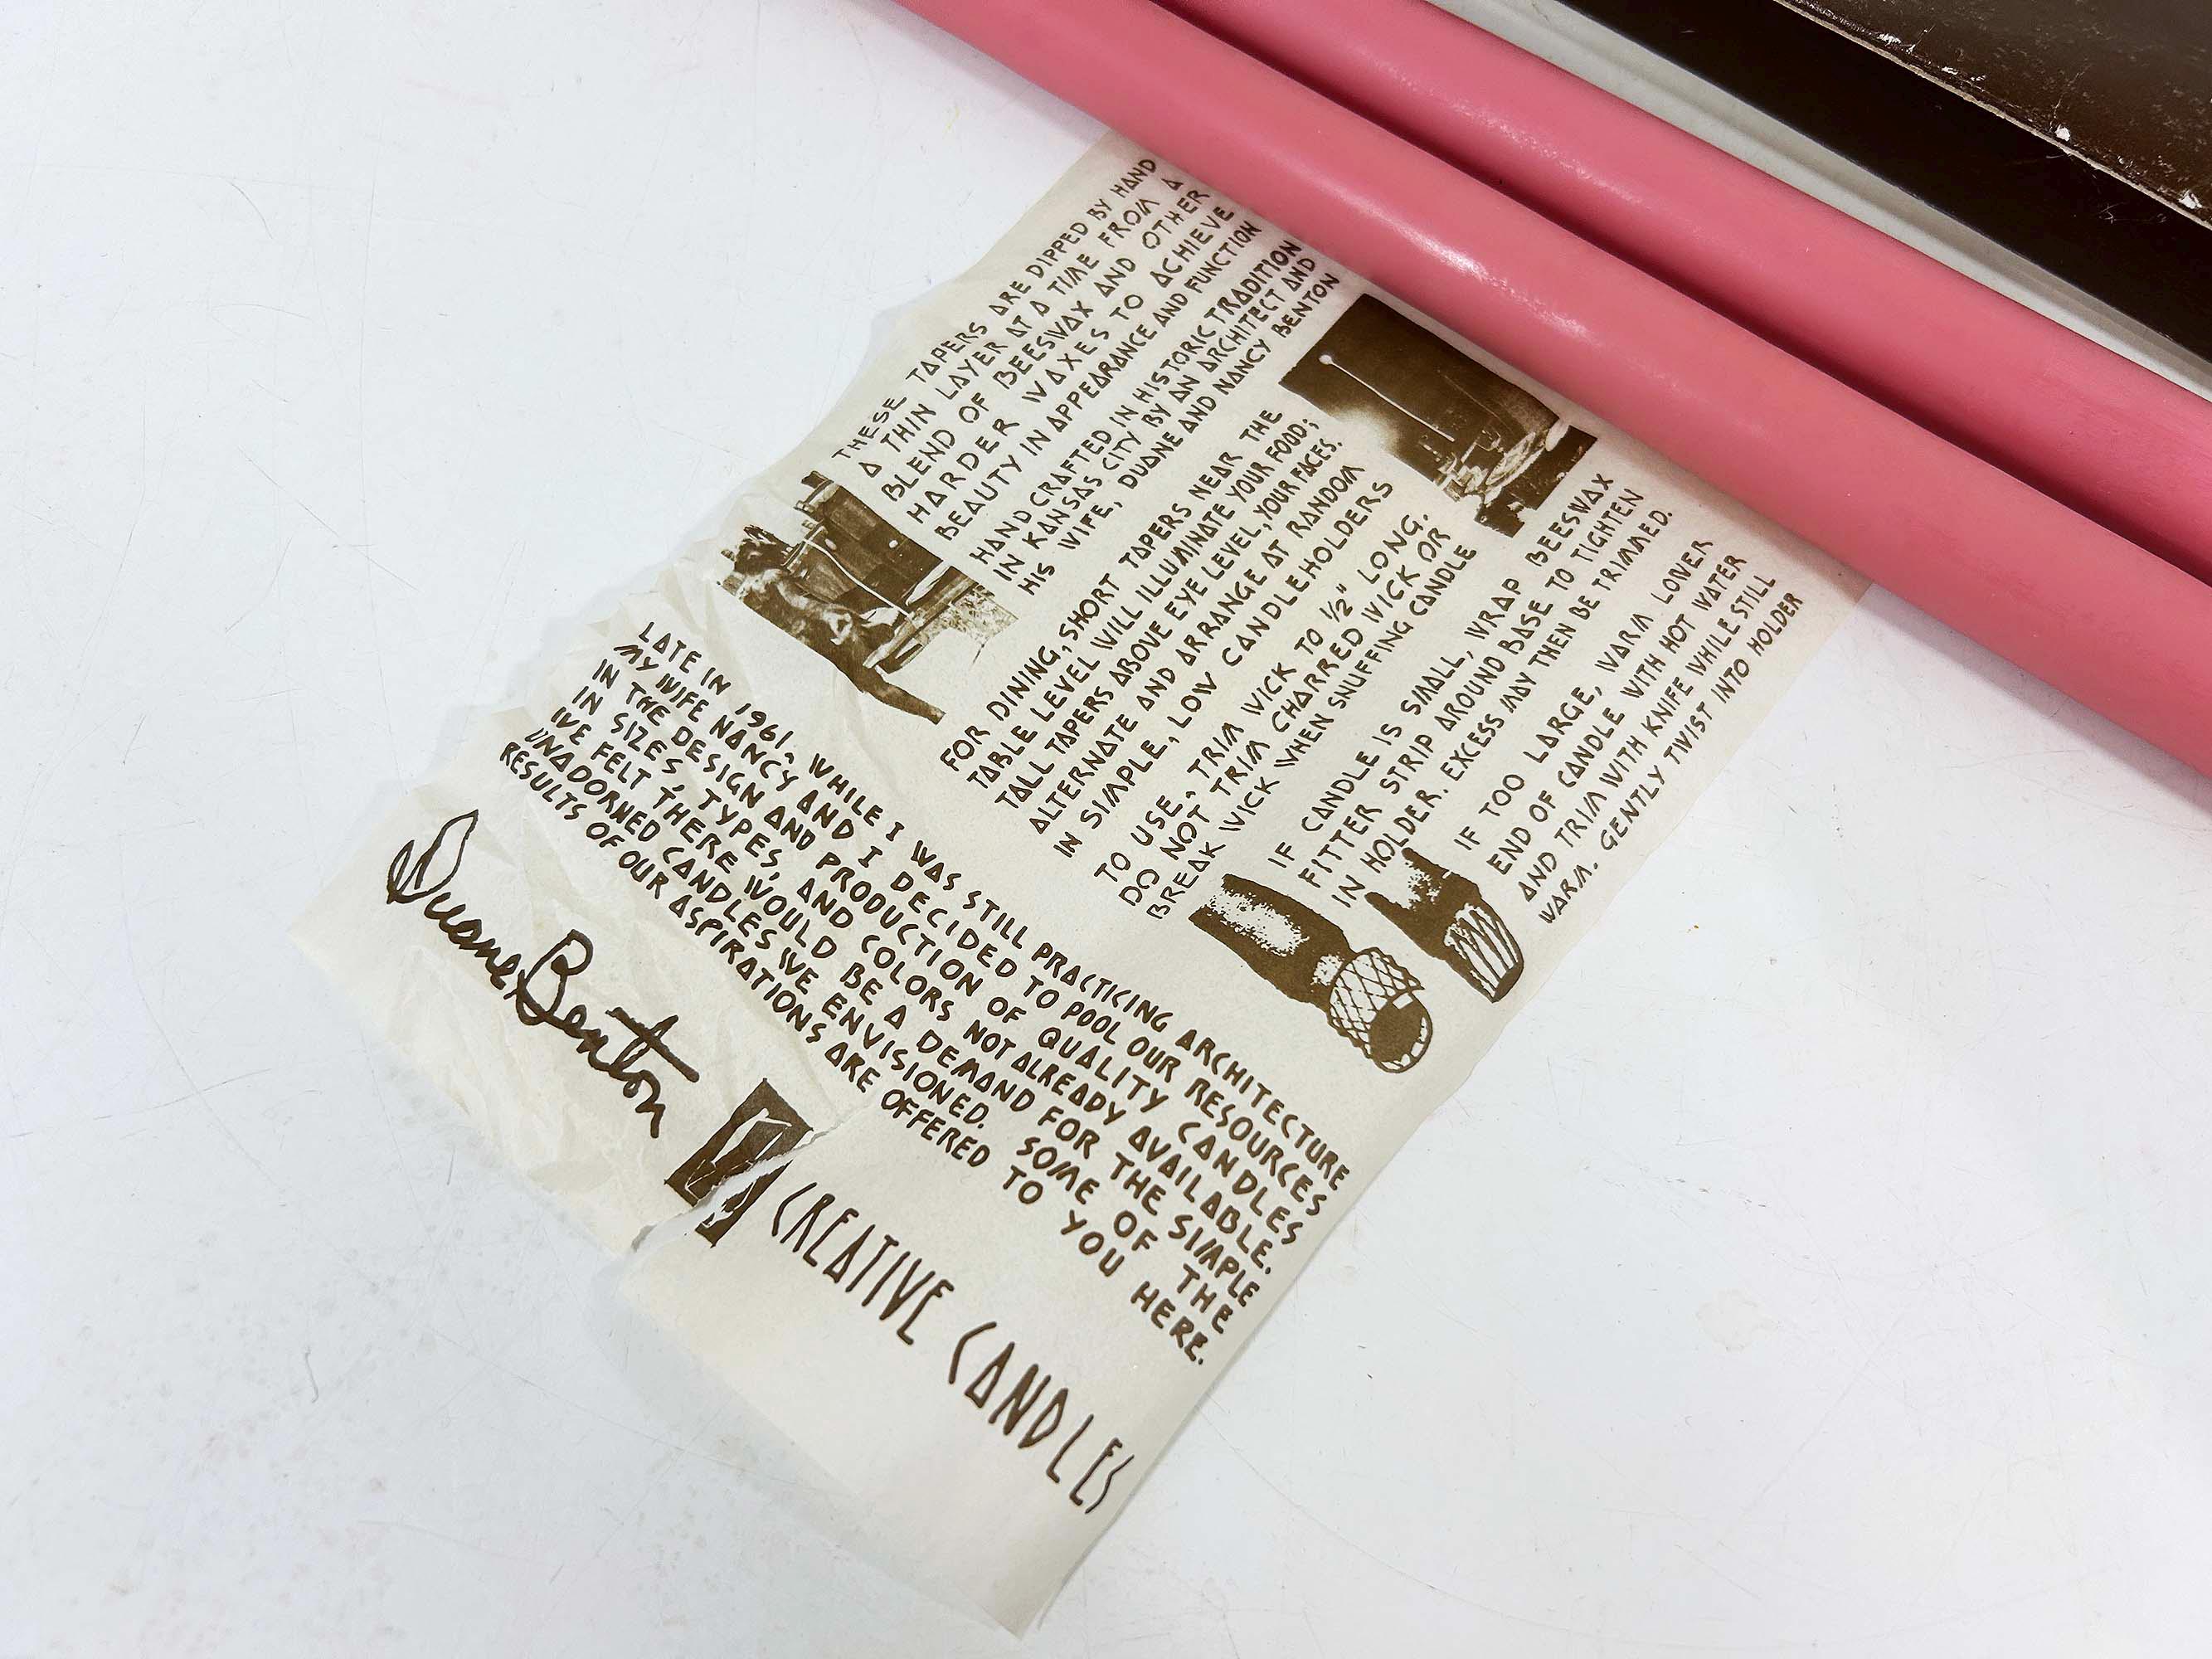 THESE TAPERS ARE DIPPED BY HAND
A THIN LAYER AT A TIME FROM A
BLEND OF BEESWAX AND OTHER
HARDER WAXES TO ACHIEVE
BEAUTY IN APPEARANCE AND FUNCTION
HANDCRAFTED IN HISTORIC TRADITION
IN KANSAS CITY BY AN ARCHITECT AND
HIS WIFE, DUANE AND NANCY BENTON
FOR DINING, SHORT TAPERS NEAR THE
TABLE LEVEL WILL ILLUMINATE YOUR FOOD;
TALL TAPERS ABOVE EYE LEVEL, YOUR FACES.
ALTERNATE AND ARRANGE AT RANDOM
IN SIMPLE, LOW CANDLEHOLDERS
TO USE, TRIM WICK TO ½" LONG.
DO NOT TRIM CHARRED WICK OR
BREAK WICK WHEN SNUFFING CANDLE
IF CANDLE IS SMALL, WRAP BEESWAX
FITTER STRIP AROUND BASE TO TIGHTEN
IN HOLDER. EXCESS MAY THEN BE TRIMMED.
IF TOO LARGE, WARM LOWER
END OF CANDLE WITH HOT WATER
AND TRIM WITH KNIFE WHILE STILL
WARM. GENTLY TWIST INTO HOLDER
LATE IN 1961, WHILE I WAS STILL PRACTICING ARCHITECTURE
MY WIFE NANCY AND I DECIDED TO POOL OUR RESOURCES
IN THE DESIGN AND PRODUCTION OF QUALITY CANDLES
IN SIZES, TYPES, AND COLORS NOT ALREADY AVAILABLE.
WE FELT THERE WOULD BE A DEMAND FOR THE SIMPLE
UNADORNED CANDLES WE ENVISIONED. SOME OF THE
RESULTS OF OUR ASPIRATIONS ARE OFFERED TO YOU HERE.
Duane Benton
CREATIVE CANDLES